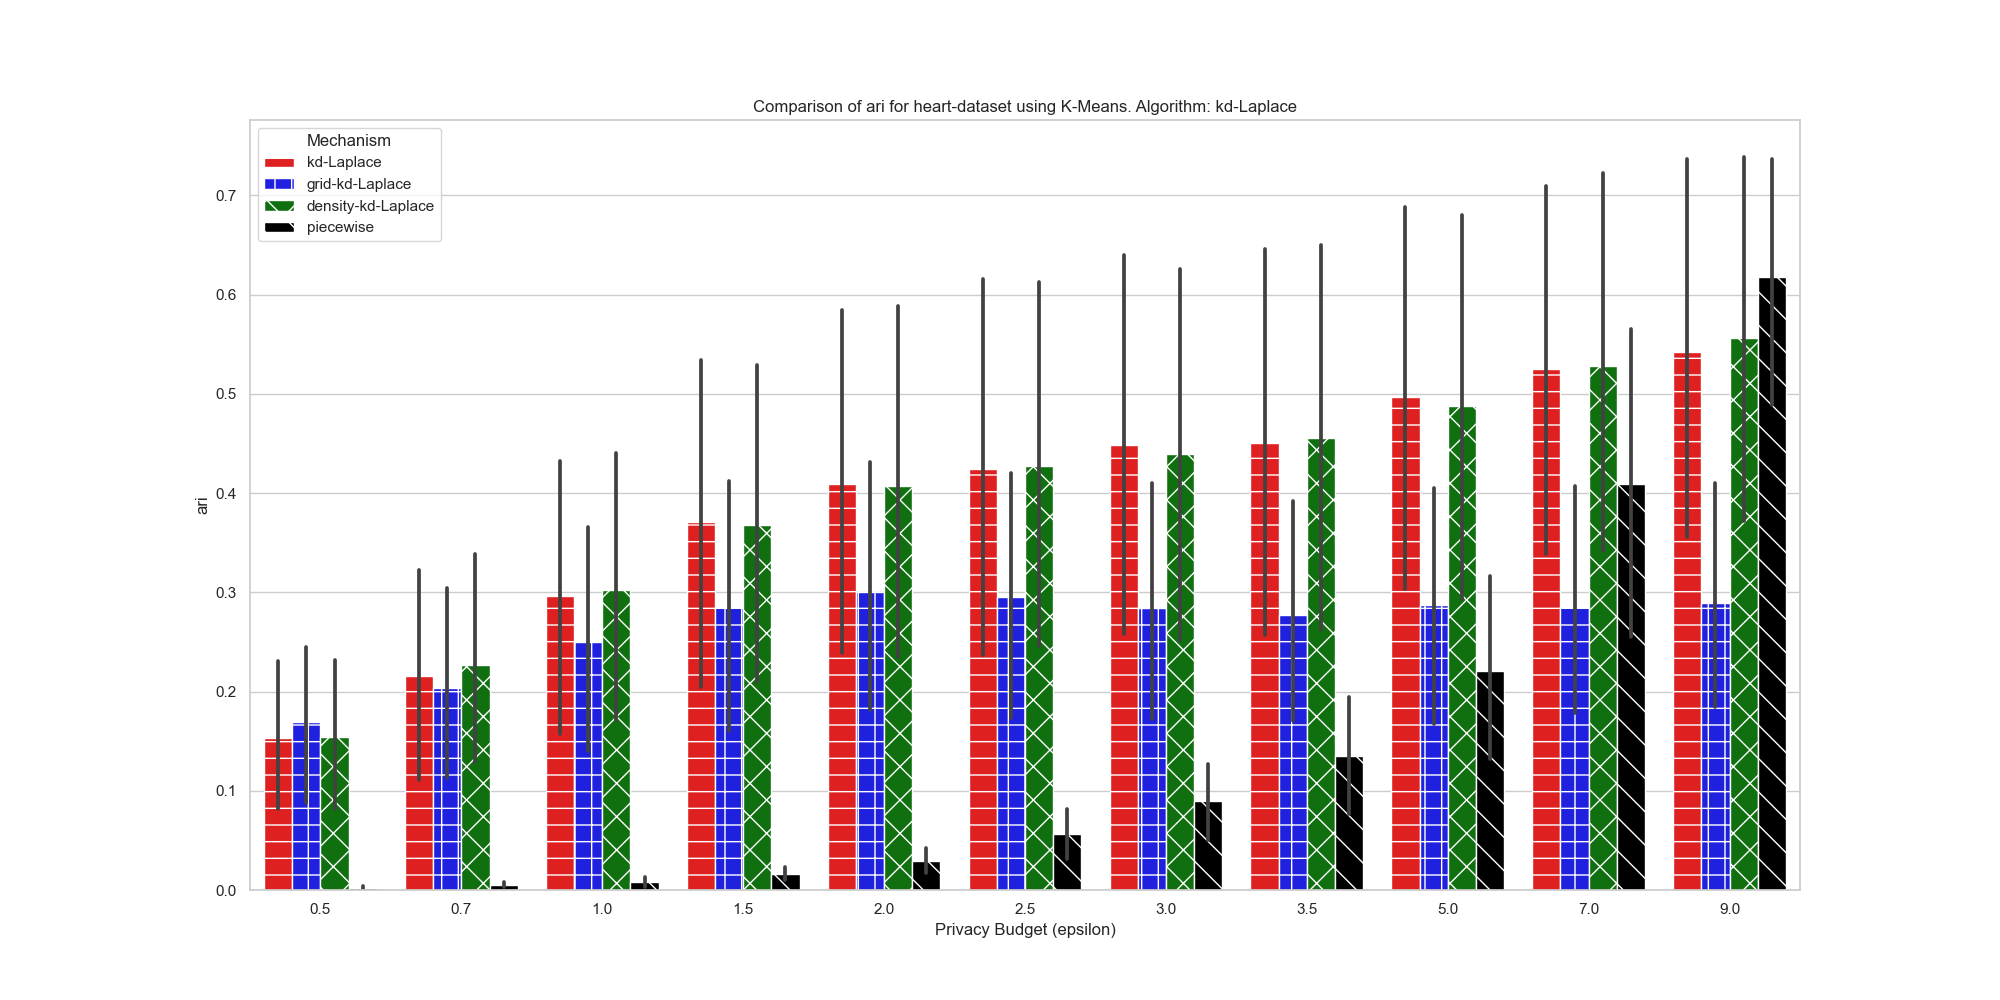 Comparison of ari for heart-dataset using K-Means. Algorithm: kd-Laplace
Mechanism
kd-Laplace
grid-kd-Laplace
density-kd-Laplace
piecewise
0.7
0.6
0.5
0.4
0.3
0.2
0.1
0.0
ari
0.5 0.7 1.0 1.5 2.0 2.5 3.0 3.5 5.0 7.0 9.0
Privacy Budget (epsilon)